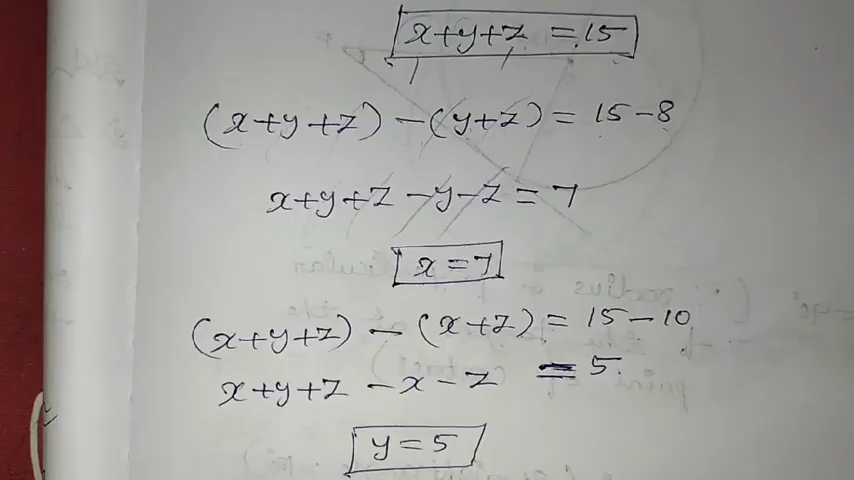 x+y+z = 15
(x+y+z) - (y+z) = 15-8
x+y+z - y - z = 7
x = 7
(x+y+z) - (x+z) = 15-10
x+y+z - x - z = 5
y = 5